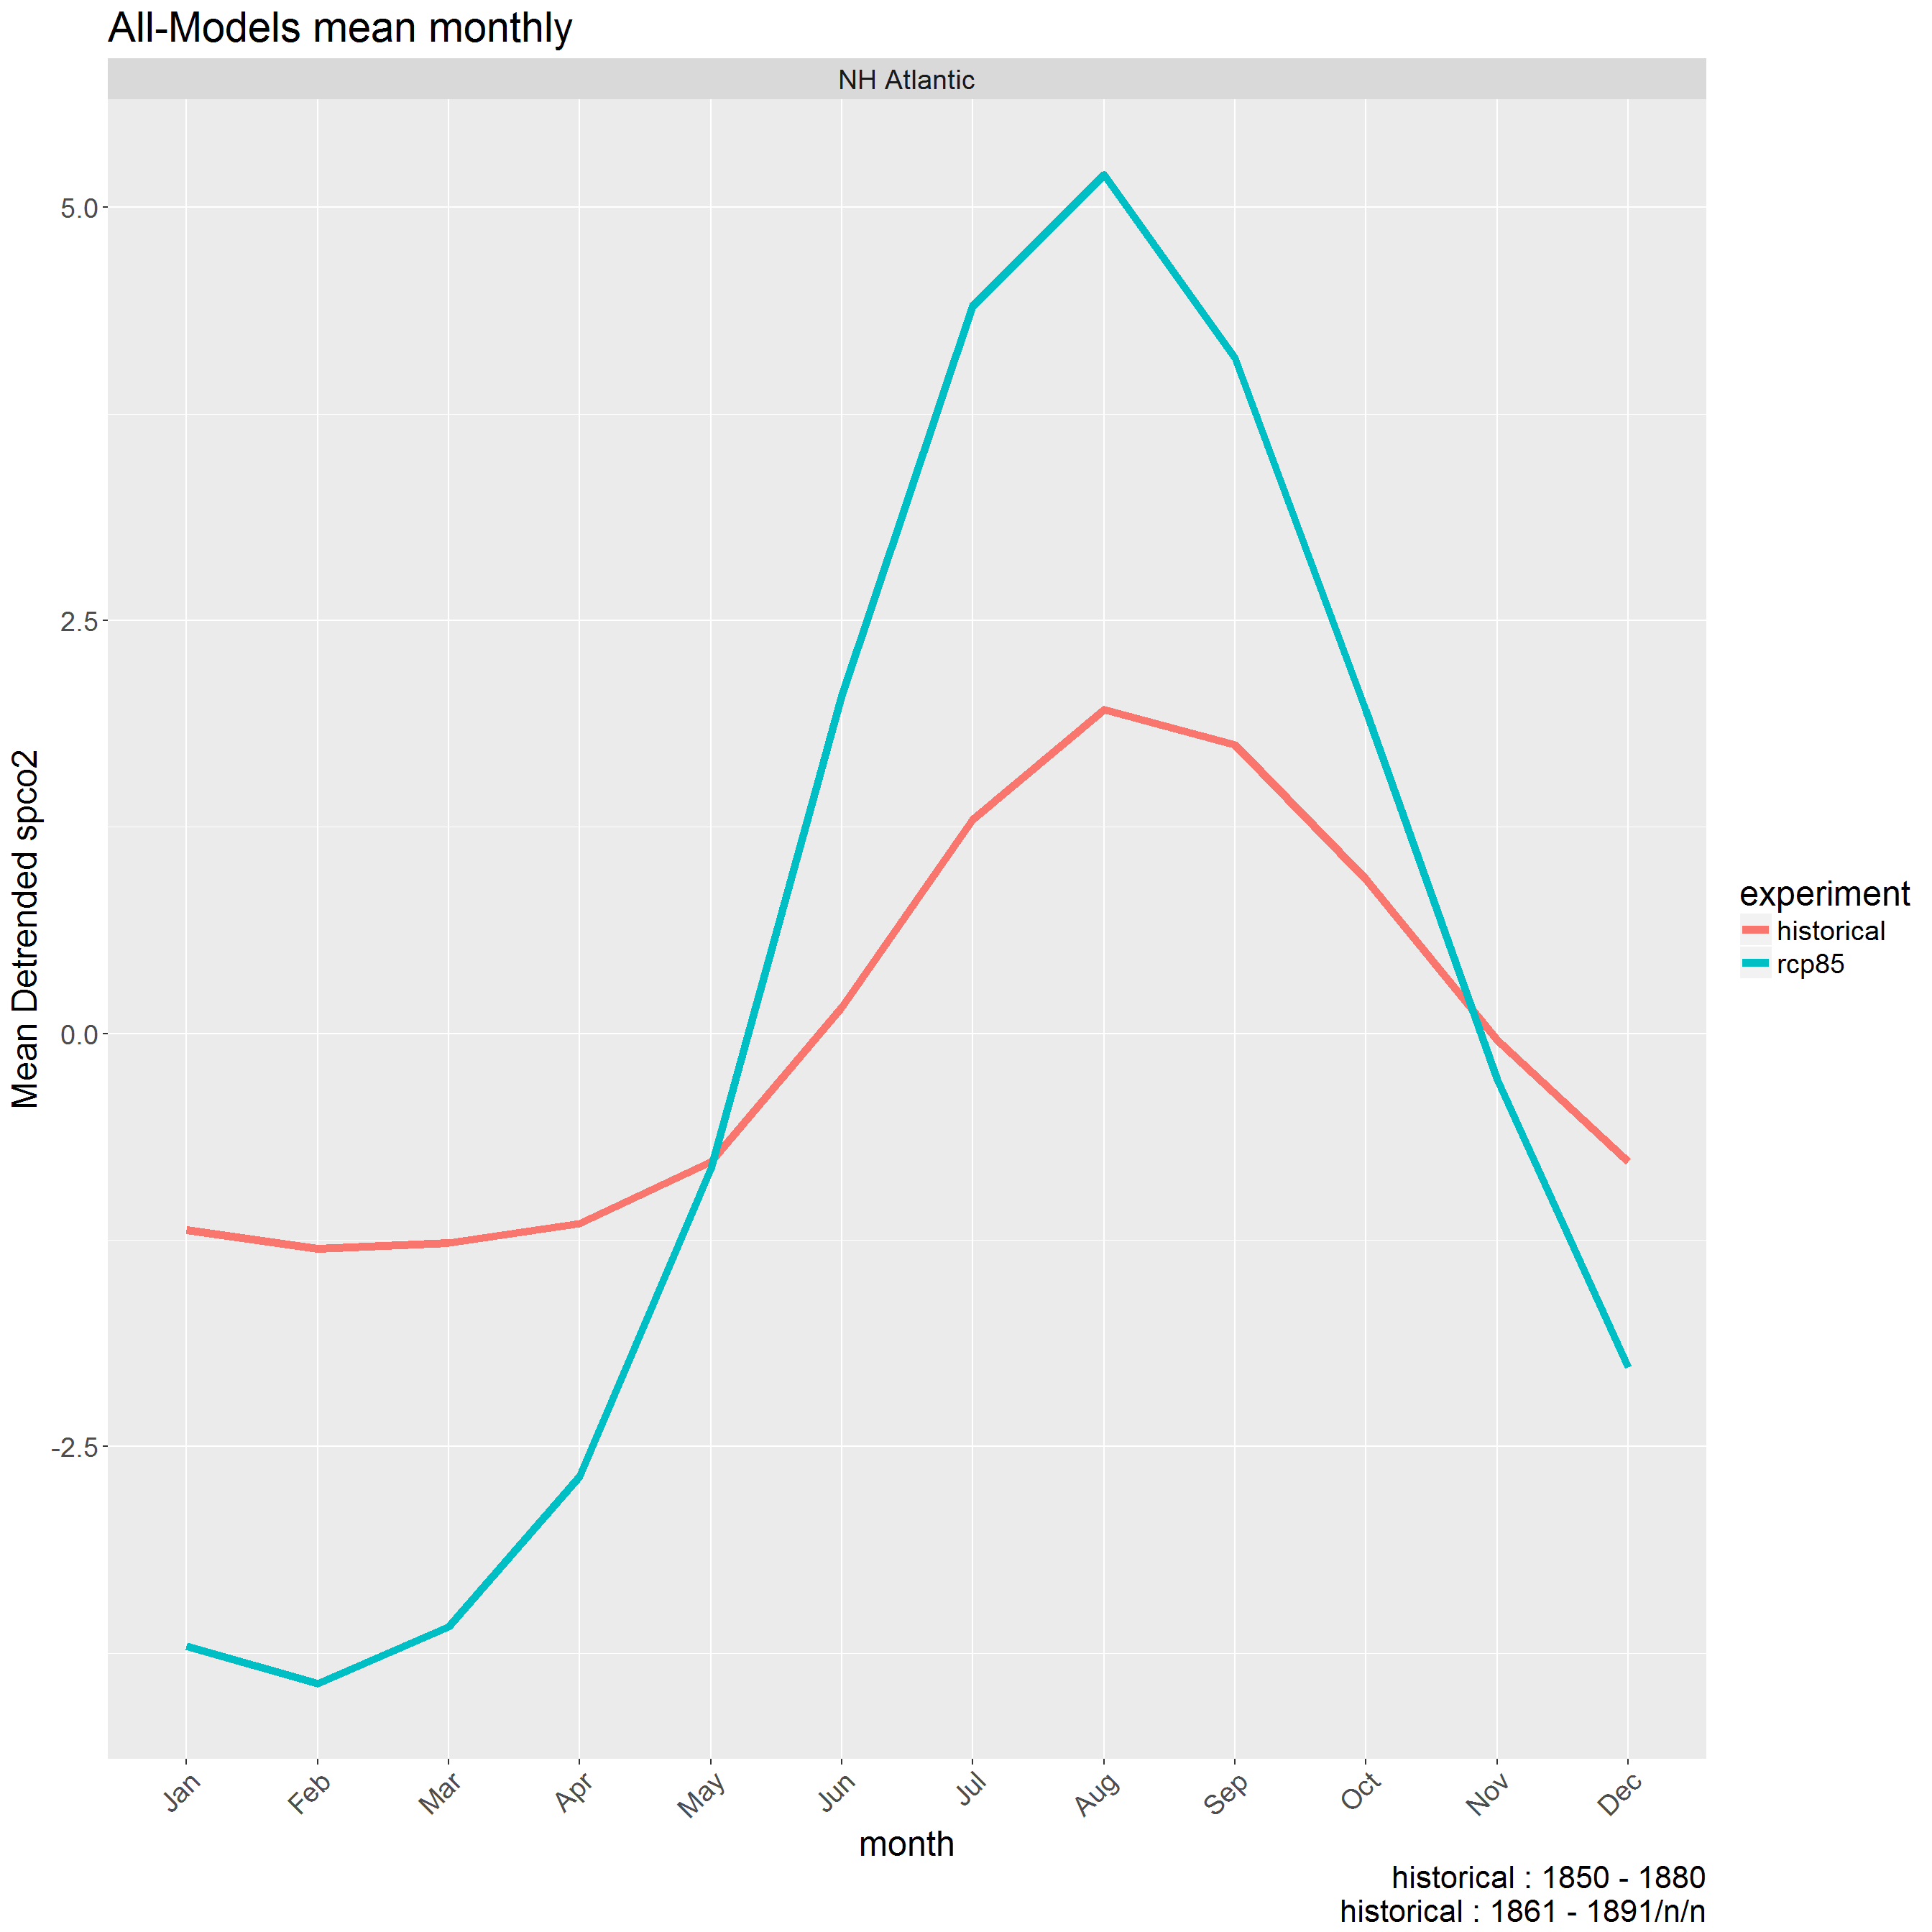 All-Models mean monthly
NH Atlantic
5.0
2.5
0.0
-2.5
Mean Detrended spco2
Jan
Feb
Mar
Apr
May
Jun
Jul
Aug
Sep
Oct
Nov
Dec
month
experiment
historical
rcp85
historical : 1850 - 1880
historical : 1861 - 1891/n/n